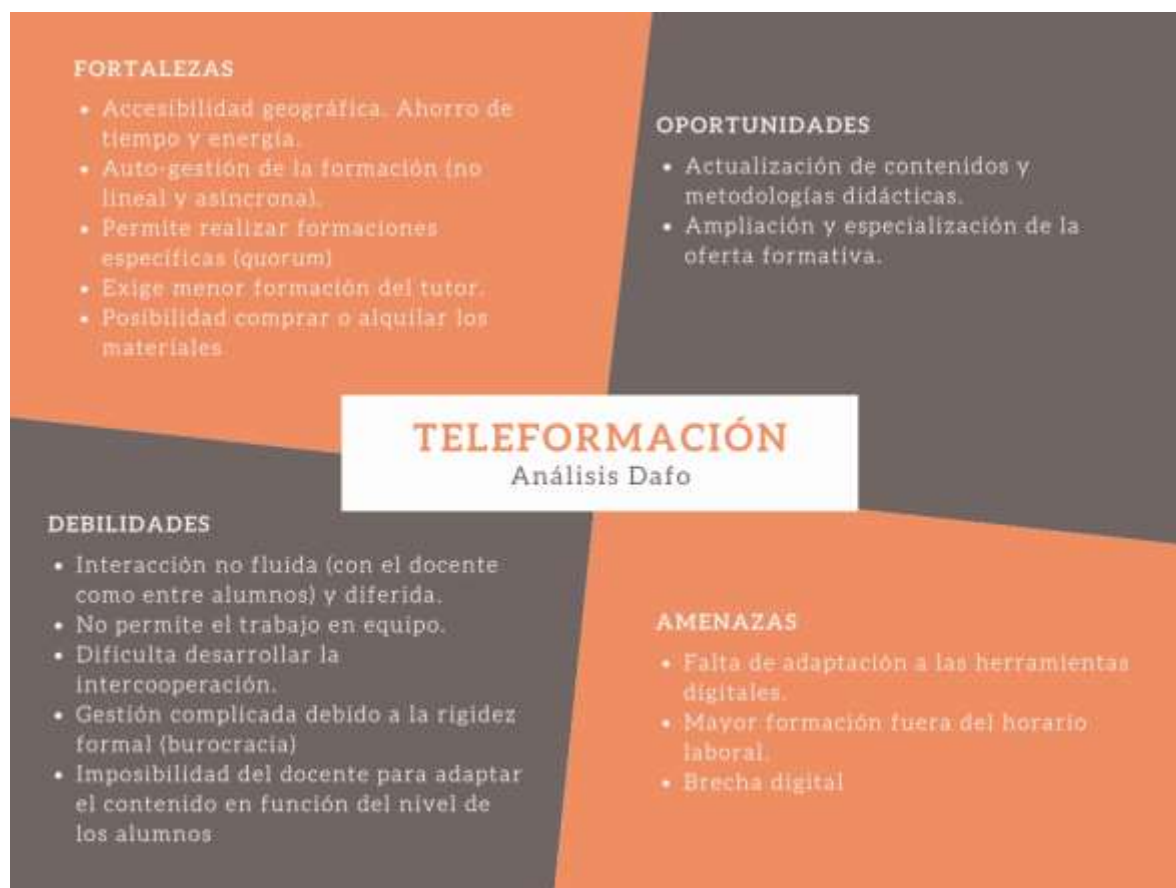 FORTALEZAS
• Accesibilidad geográfica. Ahorro de
tiempo y energía.
• Auto-gestión de la formación (no
lineal y asíncrona).
• Permite realizar formaciones
específicas (quorum)
• Exige menor formación del tutor.
• Posibilidad comprar o alquilar los
materiales
OPORTUNIDADES
• Actualización de contenidos y
metodologías didácticas.
• Ampliación y especialización de la
oferta formativa.
TELEFORMACIÓN
Análisis Dafo
DEBILIDADES
• Interacción no fluída (con el docente
como entre alumnos) y diferida.
• No permite el trabajo en equipo.
• Dificulta desarrollar la
intercooperación.
• Gestión complicada debido a la rigidez
formal (burocracia)
• Imposibilidad del docente para adaptar
el contenido en función del nivel de
los alumnos
AMENAZAS
• Falta de adaptación a las herramientas
digitales.
• Mayor formación fuera del horario
laboral.
• Brecha digital